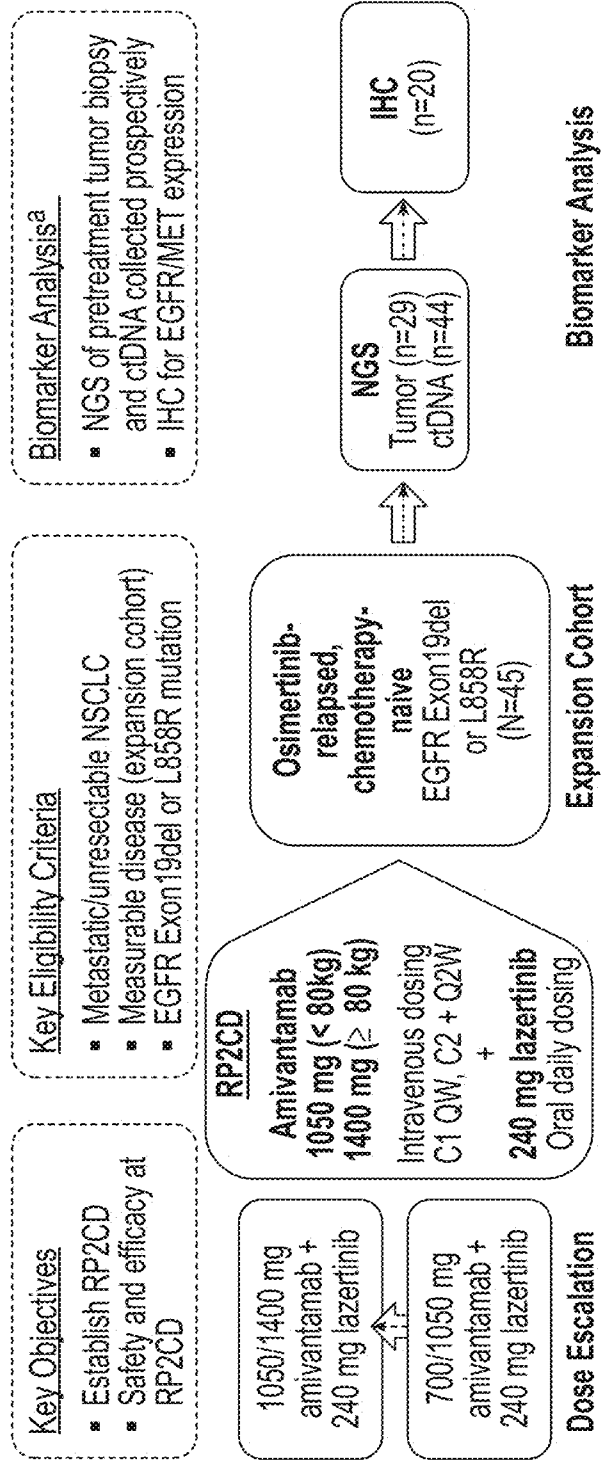 Key Objectives
▪ Establish RP2CD
▪ Safety and efficacy at
RP2CD
Key Eligibility Criteria
▪ Metastatic/unresectable NSCLC
▪ Measurable disease (expansion cohort)
▪ EGFR Exon19del or L858R mutation
Biomarker Analysisᵃ
▪ NGS of pretreatment tumor biopsy
and ctDNA collected prospectively
▪ IHC for EGFR/MET expression
1050/1400 mg
amivantamab +
240 mg lazertinib
700/1050 mg
amivantamab +
240 mg lazertinib
Dose Escalation
RP2CD
Amivantamab
1050 mg (< 80kg)
1400 mg (≥ 80 kg)
Intravenous dosing
C1 QW, C2 + Q2W
+
240 mg lazertinib
Oral daily dosing
Osimertinib-
relapsed,
chemotherapy-
naive
EGFR Exon19del
or L858R
(N=45)
Expansion Cohort
NGS
Tumor (n=29)
ctDNA (n=44)
IHC
(n=20)
Biomarker Analysis